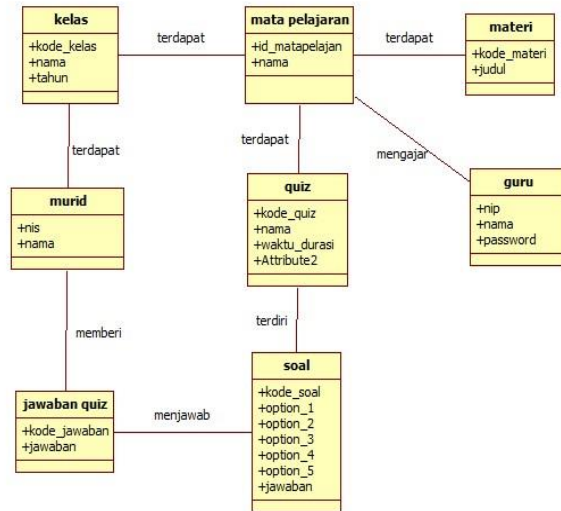 kelas
+kode_kelas
+nama
+tahun
terdapat
mata pelajaran
+id_matapelajan
+nama
terdapat
materi
+kode_materi
+judul
terdapat
terdapat
mengajar
murid
+nis
+nama
quiz
+kode_quiz
+nama
+waktu_durasi
+Attribute2
guru
+nip
+nama
+password
memberi
terdiri
jawaban quiz
+kode_jawaban
+jawaban
menjawab
soal
+kode_soal
+option_1
+option_2
+option_3
+option_4
+option_5
+jawaban